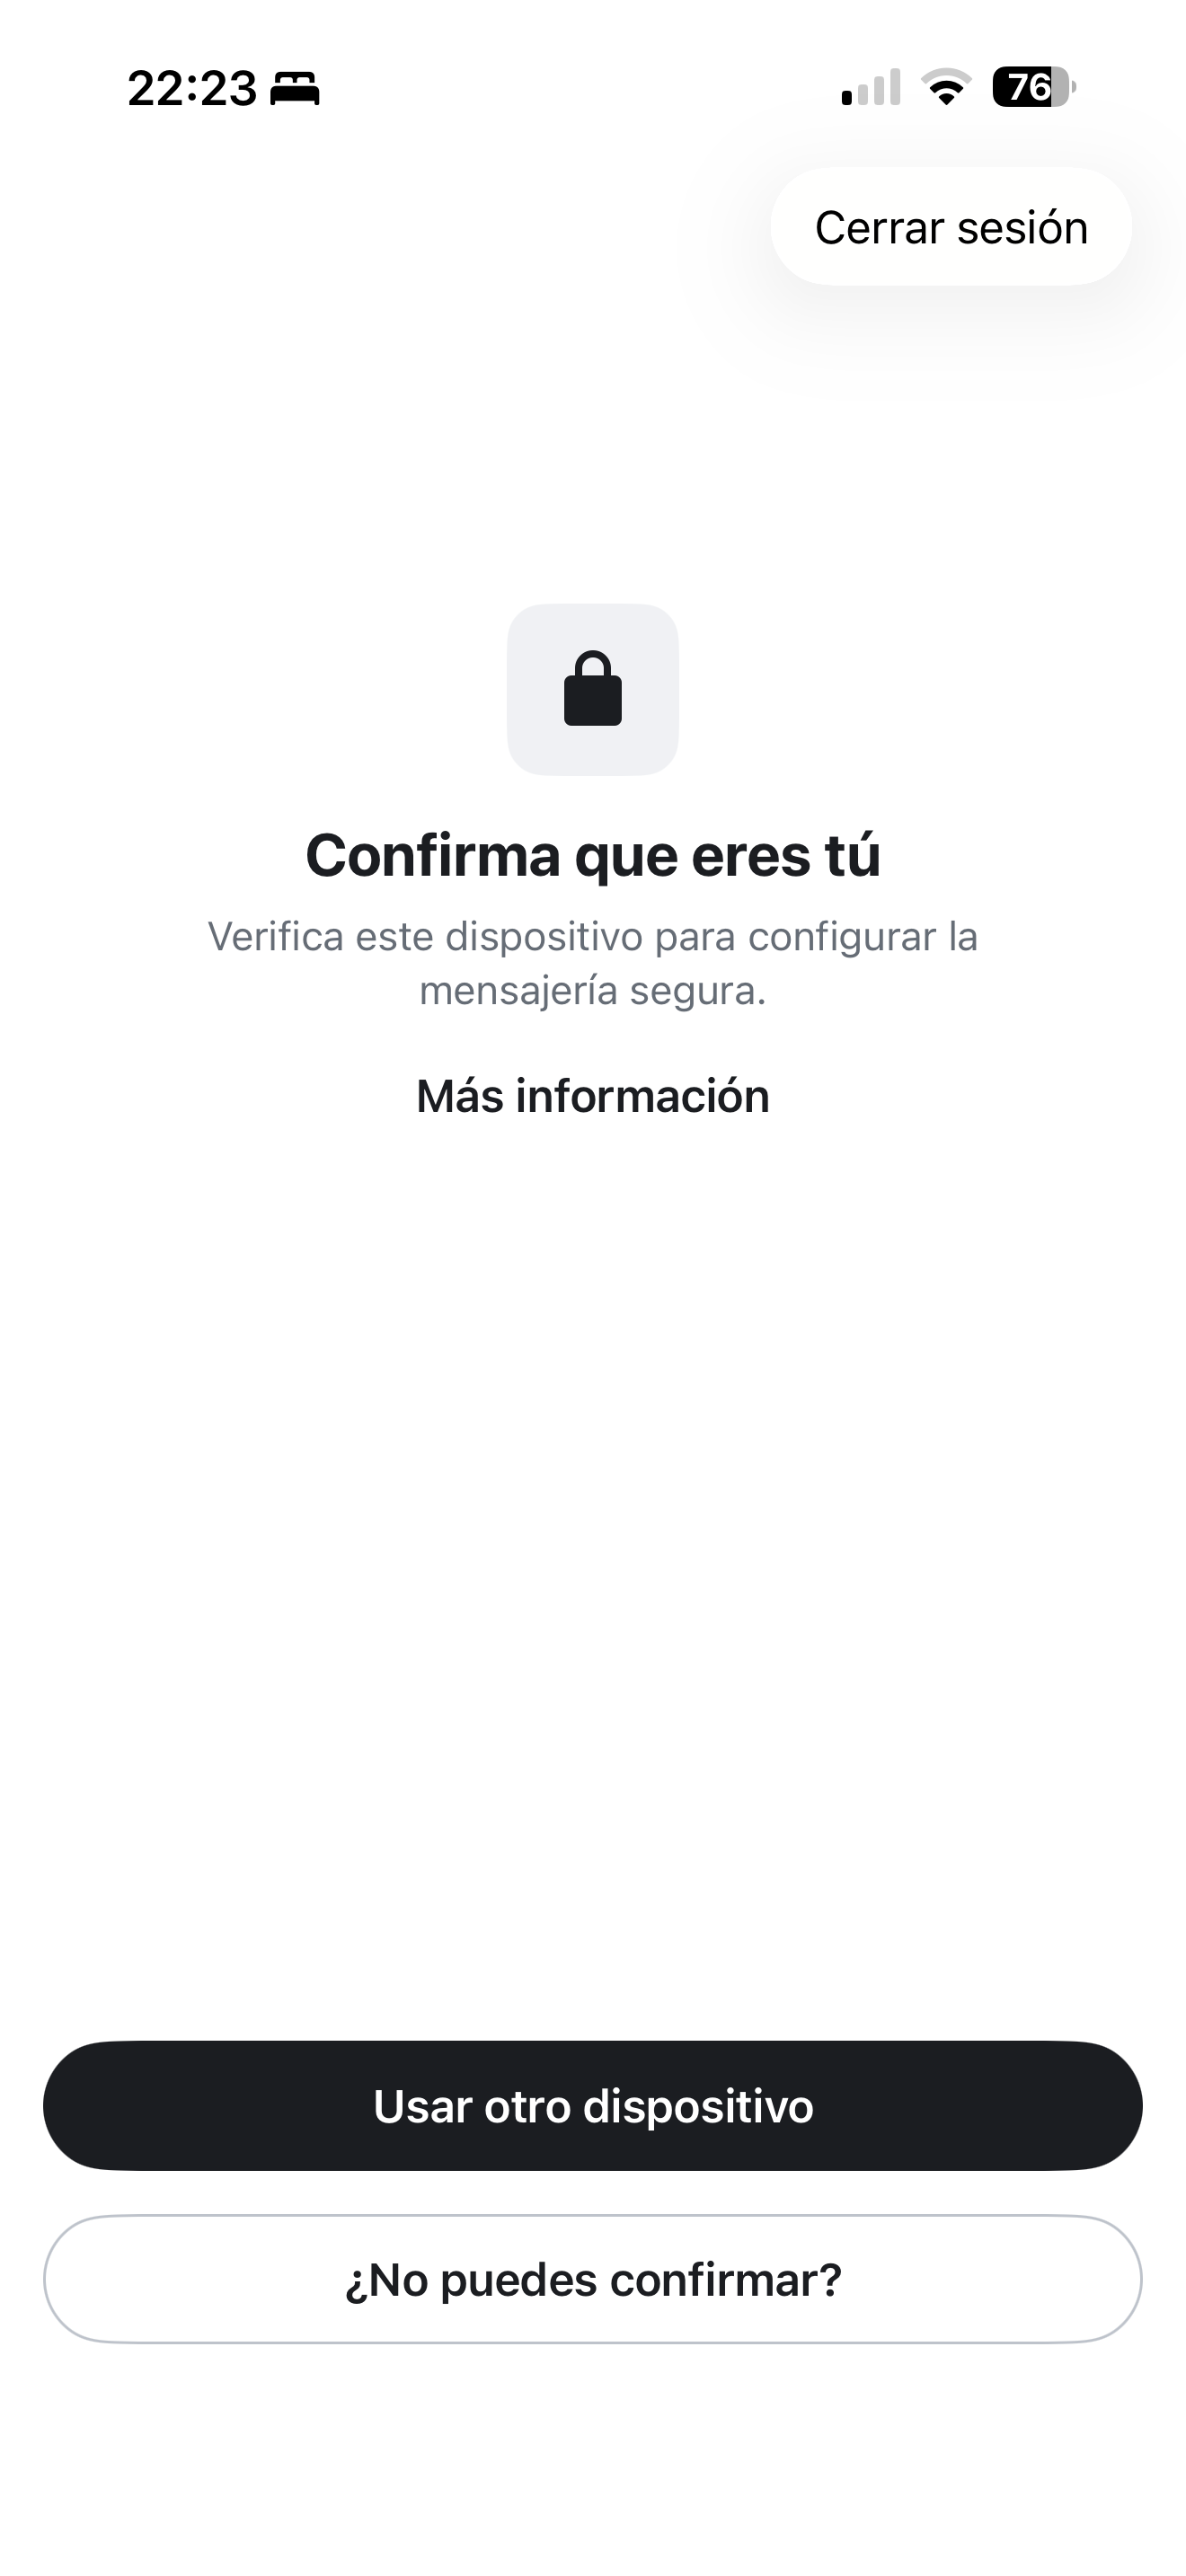 22:23
76
Cerrar sesión
Confirma que eres tú
Verifica este dispositivo para configurar la
mensajería segura.
Más información
Usar otro dispositivo
¿No puedes confirmar?